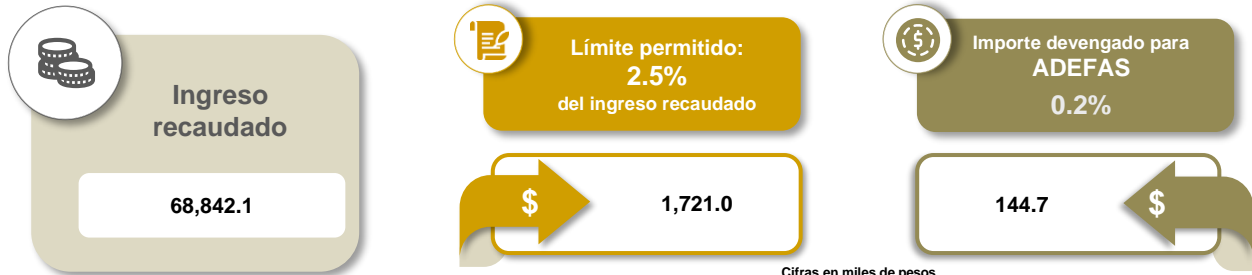 Ingreso
recaudado
68,842.1
Límite permitido:
2.5%
del ingreso recaudado
$
1,721.0
Importe devengado para
ADEFAS
0.2%
144.7
$
Cifras en miles de pesos